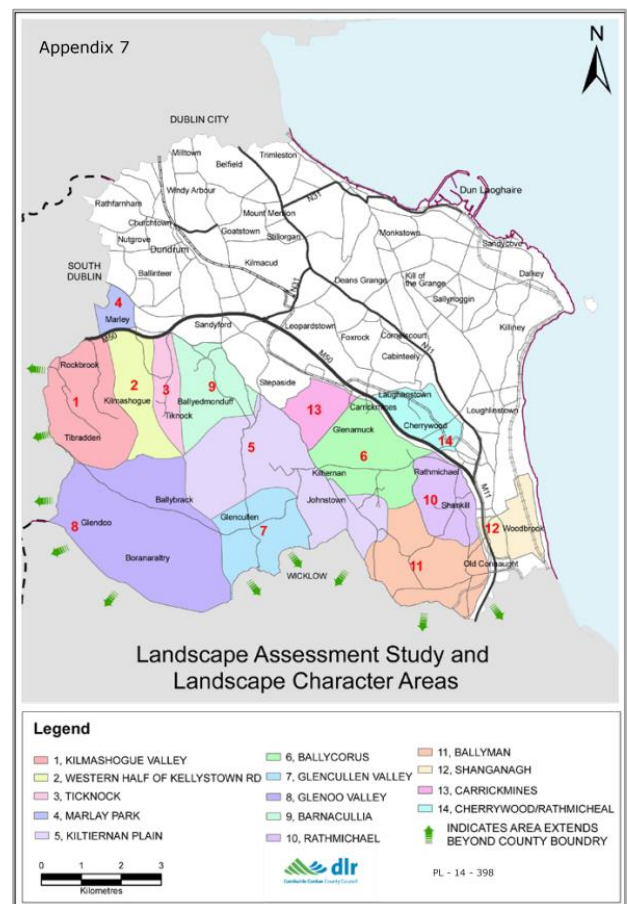 Appendix 7
N
DUBLIN CITY
Milltown
Trimleston
Belfield
Windy Arbour
Dun Laoghaire
Rathfarnham
N31
Mount Merrion
Churchtown
Goatstown
Stillorgan
Monkstown
Nutgrove
Dundrum
Sandycove
SOUTH
DUBLIN
Kilmacud
Deans Grange
Kill of
the Grange
Dalkey
Ballinteer
N31
Sallynoggin
4
Marley
Sandyford
Leopardstown
Killiney
M50
Foxrock
Cornelscourt
N11
Rockbrook
M50
Cabinteely
9
Stepaside
2
3
1
Kilmashogue
Ballyedmonduff
Laughanstown
Loughlinstown
Ticknock
13
Carrickmines
Cherrywood
Tibradden
Glenamuck
14
5
6
Rathmichael
Kilternan
M11
Ballybrack
10
Johnstown
Shankill
8
Glendoo
Glencullen
12
Woodbrook
7
Boranaraltry
11
Old Connaught
WICKLOW
Landscape Assessment Study and
Landscape Character Areas
Legend
1, KILMASHOGUE VALLEY
2, WESTERN HALF OF KELLYSTOWN RD
3, TICKNOCK
4, MARLAY PARK
5, KILTIERNAN PLAIN
6, BALLYCORUS
7, GLENCULLEN VALLEY
8, GLENOO VALLEY
9, BARNACULLIA
10, RATHMICHAEL
11, BALLYMAN
12, SHANGANAGH
13, CARRICKMINES
14, CHERRYWOOD/RATHMICHEAL
INDICATES AREA EXTENDS
BEYOND COUNTY BOUNDRY
0 1 2 3
Kilometres
dlr
PL - 14 - 398